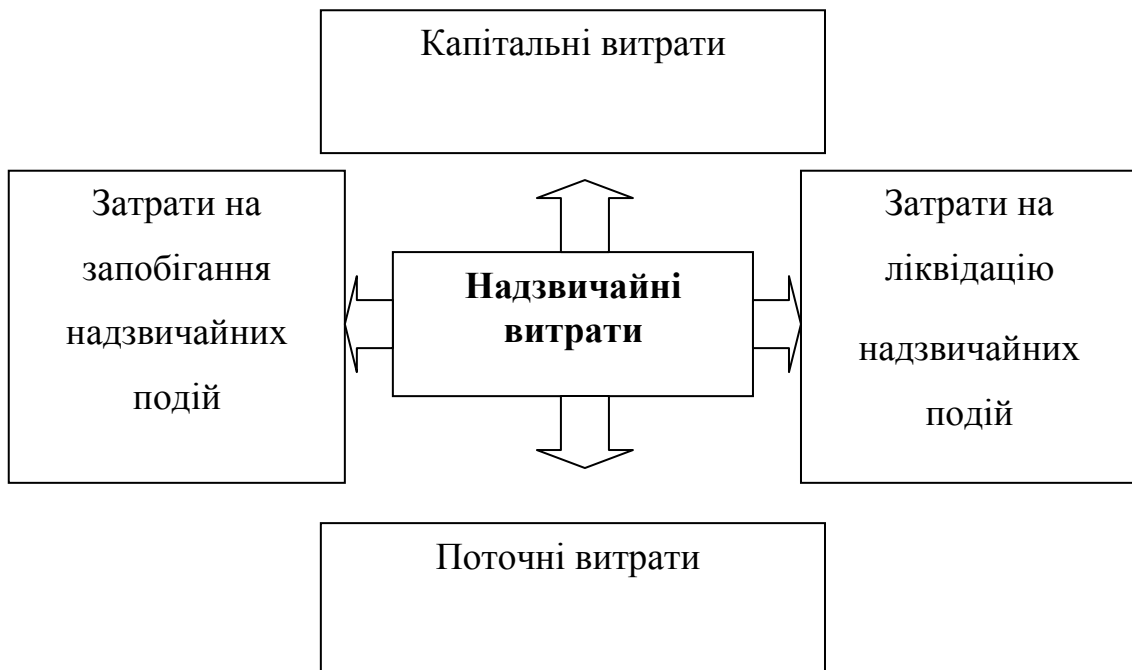 Капітальні витрати
Затрати на
запобігання
надзвичайних
подій
Надзвичайні
витрати
Затрати на
ліквідацію
надзвичайних
подій
Поточні витрати